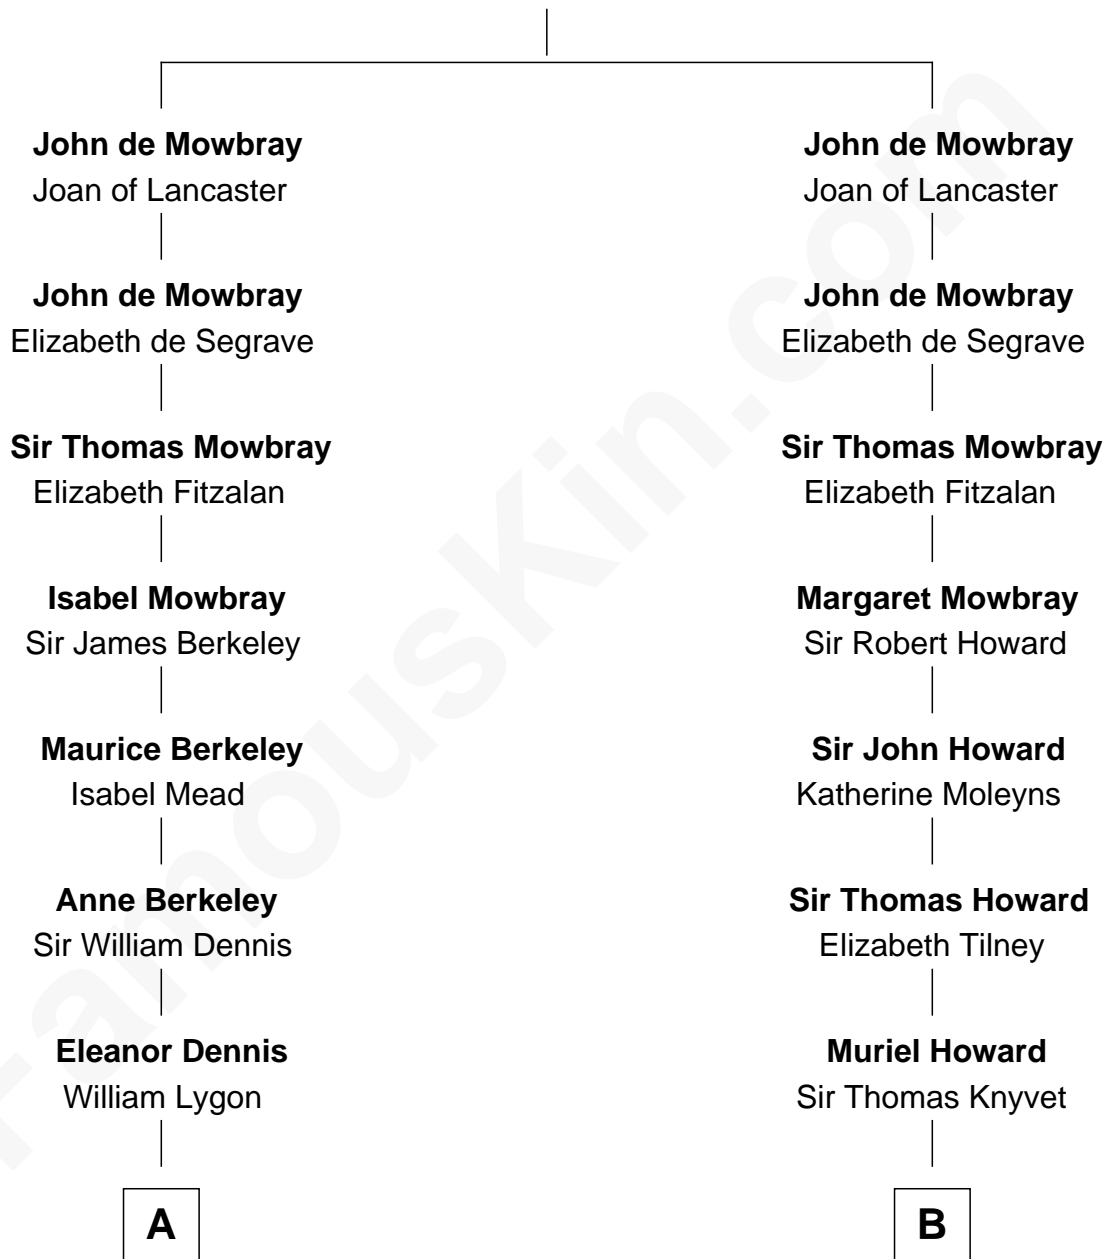 John de Mowbray
Joan of Lancaster
John de Mowbray
Elizabeth de Segrave
Sir Thomas Mowbray
Elizabeth Fitzalan
Isabel Mowbray
Sir James Berkeley
Maurice Berkeley
Isabel Mead
Anne Berkeley
Sir William Dennis
Eleanor Dennis
William Lygon
A
John de Mowbray
Joan of Lancaster
John de Mowbray
Elizabeth de Segrave
Sir Thomas Mowbray
Elizabeth Fitzalan
Margaret Mowbray
Sir Robert Howard
Sir John Howard
Katherine Moleyns
Sir Thomas Howard
Elizabeth Tilney
Muriel Howard
Sir Thomas Knyvet
B
FamousKin.com